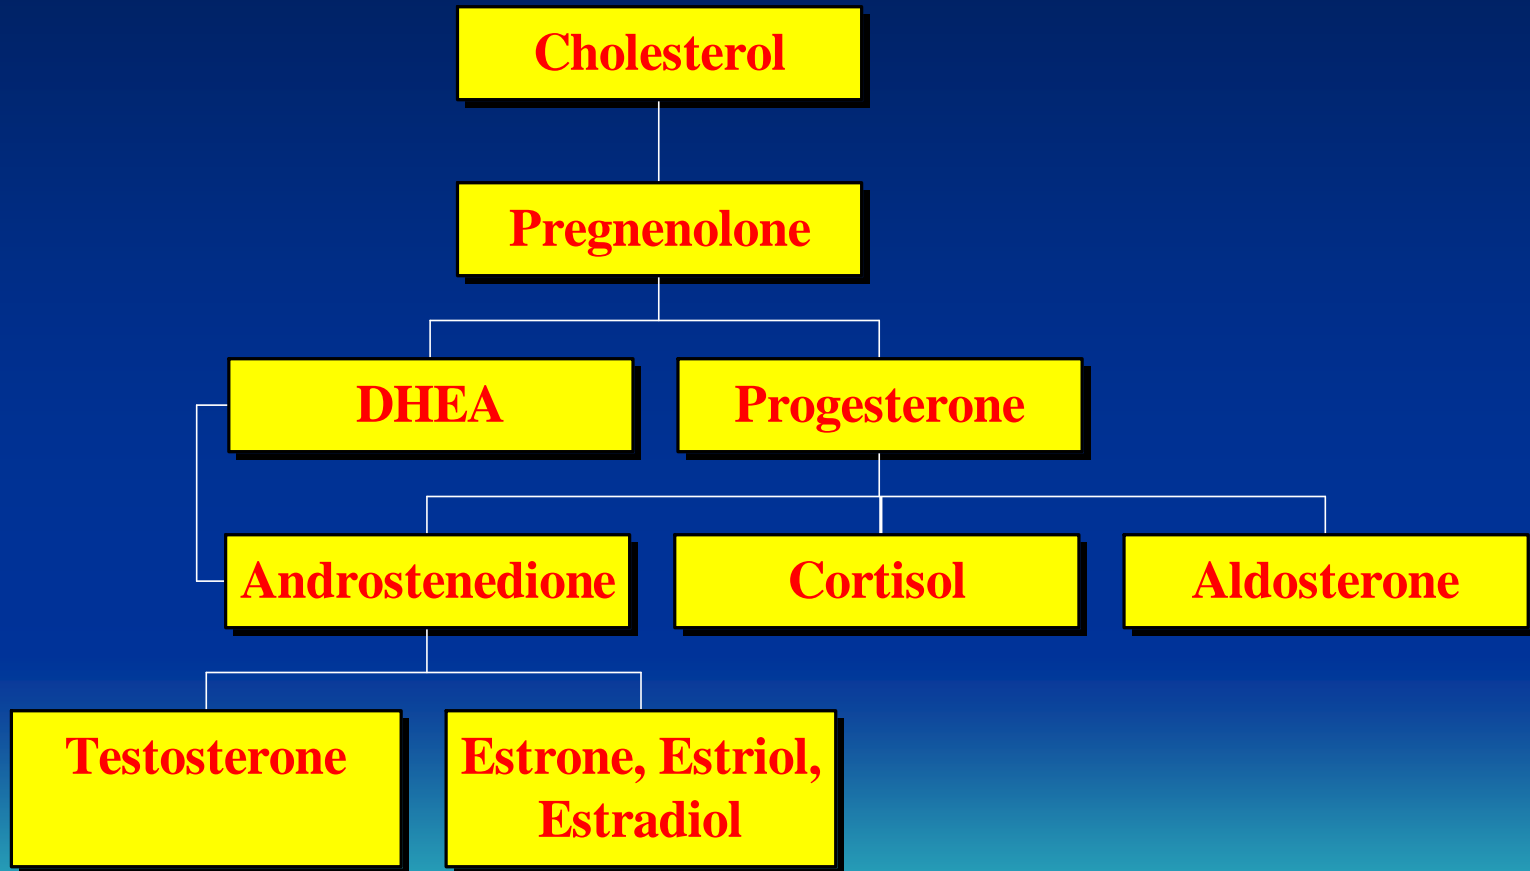 Cholesterol
Pregnenolone
DHEA
Progesterone
Androstenedione
Cortisol
Aldosterone
Testosterone
Estrone, Estriol,
Estradiol